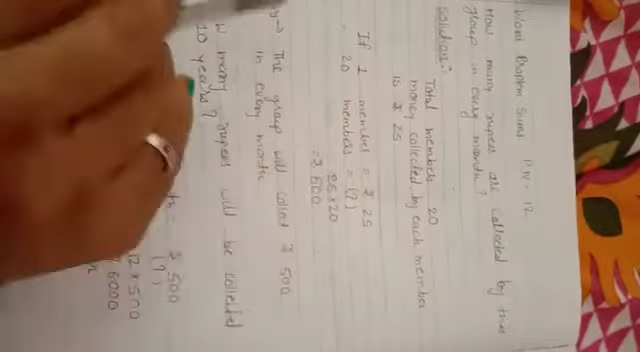 Word Problem Sums P.N - 12
How many rupees are collected by this
group in every month?
Solution:-
Total members 20
money collected by each member
is ₹ 25
If 1 member = ₹ 25
20 members = (?)
25 × 20
= ₹ 500
The group will collect ₹ 500
in every month
many rupees will be collected
10 years?
= ₹ 500
(?)
12 × 500
6000